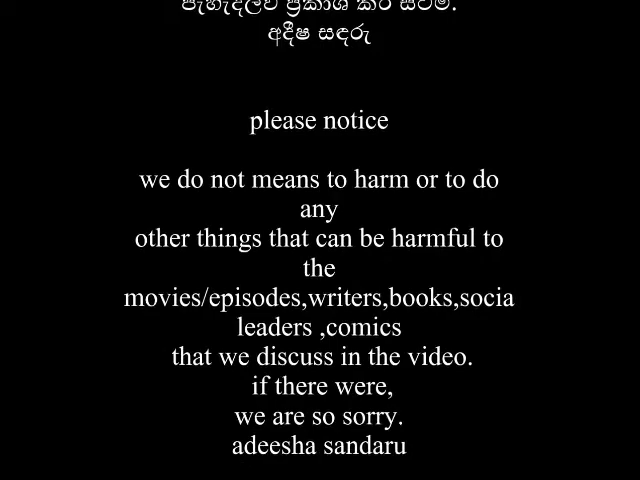 පැහැදිලිව ප්‍රකාශ කර සිටිමි.
අදීෂ සඳරු
please notice
we do not means to harm or to do
any
other things that can be harmful to
the
movies/episodes,writers,books,socia
leaders ,comics
that we discuss in the video.
if there were,
we are so sorry.
adeesha sandaru